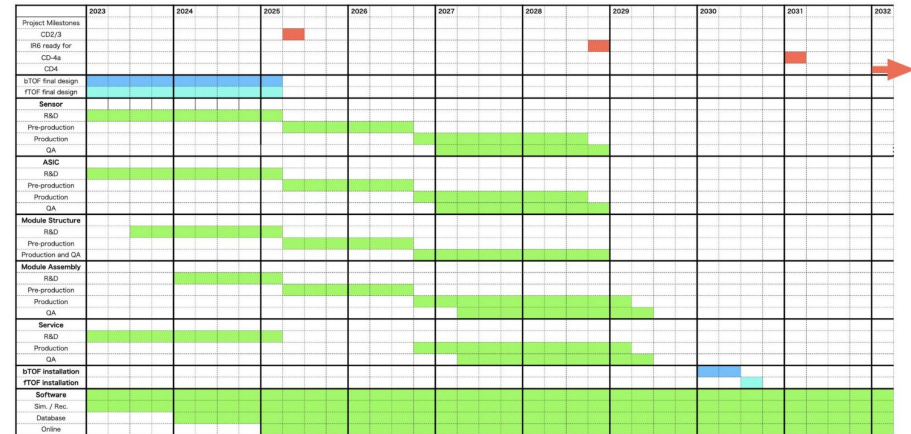 2023 2024 2025 2026 2027 2028 2029 2030 2031 2032
Project Milestones
CD2/3
IR6 ready for
CD-4a
CD4
bTOF final design
fTOF final design
Sensor
R&D
Pre-production
Production
QA
ASIC
R&D
Pre-production
Production
QA
Module Structure
R&D
Pre-production
Production and QA
Module Assembly
R&D
Pre-production
Production
QA
Service
R&D
Production
QA
bTOF installation
fTOF installation
Software
Sim. / Rec.
Database
Online